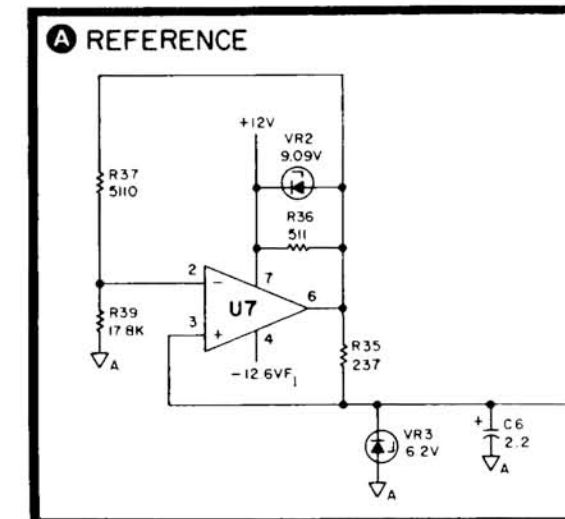 A REFERENCE
+12V
VR2
9.09V
R37
5110
R36
511
2
-
7
U7
6
R39
17.8K
3
+
4
A
-12.6VF1
R35
237
VR3
6.2V
+
C6
2.2
A
A